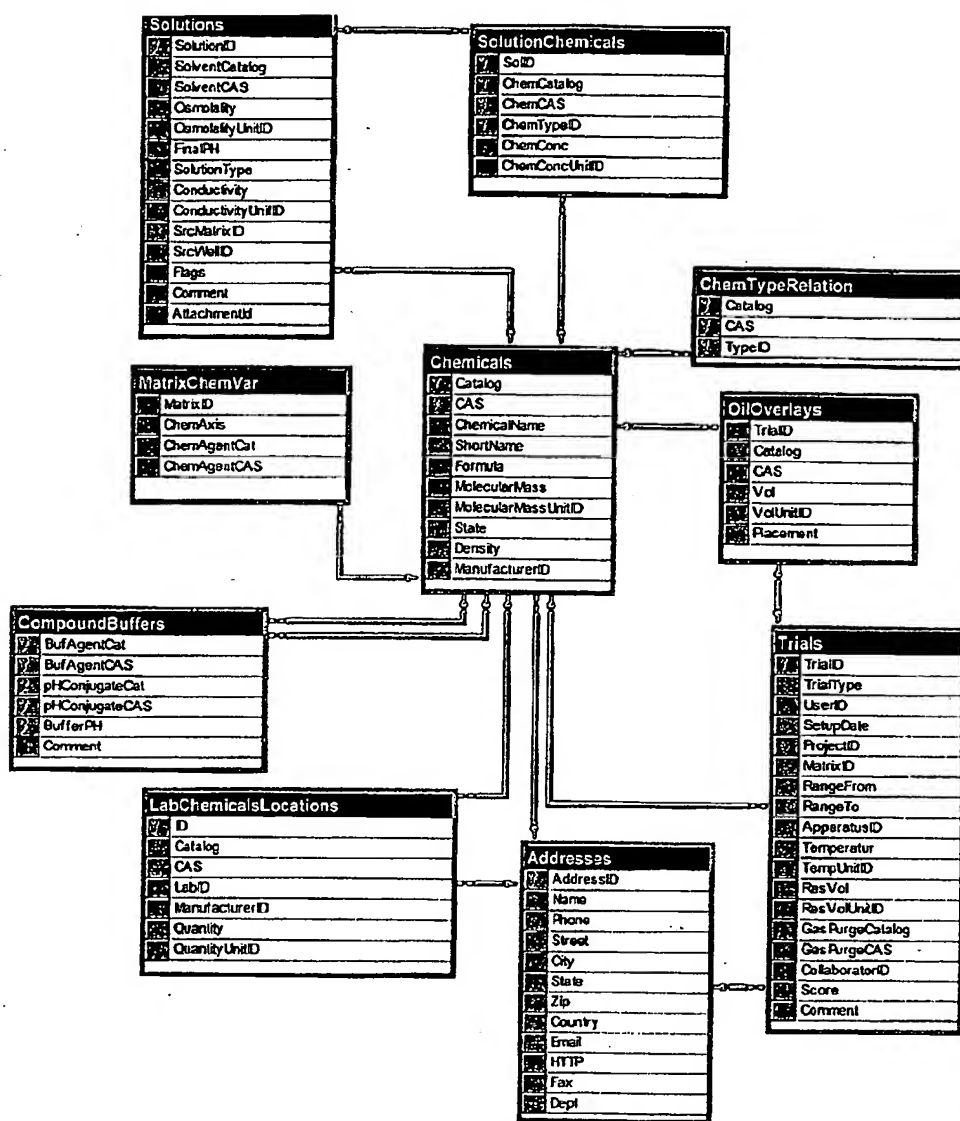 Solutions
SolutionID
SolventCatalog
SolventCAS
Osmolality
OsmolalityUnitID
FinalPH
SolutionType
Conductivity
ConductivityUnitID
SrcMatrixID
SrcWellID
Flags
Comment
AttachmentId
SolutionChemicals
SolID
ChemCatalog
ChemCAS
ChemTypeID
ChemConc
ChemConcUnitID
ChemTypeRelation
Catalog
CAS
TypeID
MatrixChemVar
MatrixID
ChemAxis
ChemAgentCat
ChemAgentCAS
Chemicals
Catalog
CAS
ChemicalName
ShortName
Formula
MolecularMass
MolecularMassUnitID
State
Density
ManufacturerID
OilOverlays
TrialID
Catalog
CAS
Vol
VolUnitID
Placement
CompoundBuffers
BufAgentCat
BufAgentCAS
pHConjugateCat
pHConjugateCAS
BufferPH
Comment
Trials
TrialID
TrialType
UserID
SetupDate
ProjectID
MatrixID
RangeFrom
RangeTo
ApparatusID
Temperatur
TempUnitID
ResVol
ResVolUnitID
GasPurgeCatalog
GasPurgeCAS
CollaboratorID
Score
Comment
LabChemicalsLocations
ID
Catalog
CAS
LabID
ManufacturerID
Quantity
QuantityUnitID
Addresses
AddressID
Name
Phone
Street
City
State
Zip
Country
Email
HTTP
Fax
Dept